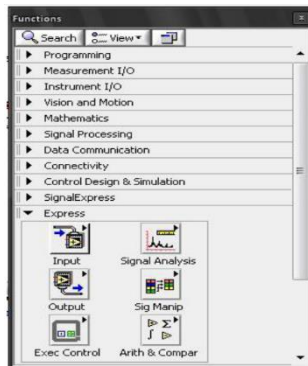 Functions
Search View
Programming
Measurement I/O
Instrument I/O
Vision and Motion
Mathematics
Signal Processing
Data Communication
Connectivity
Control Design & Simulation
SignalExpress
Express
Input Signal Analysis
Output Sig Manip
Exec Control Arith & Compar